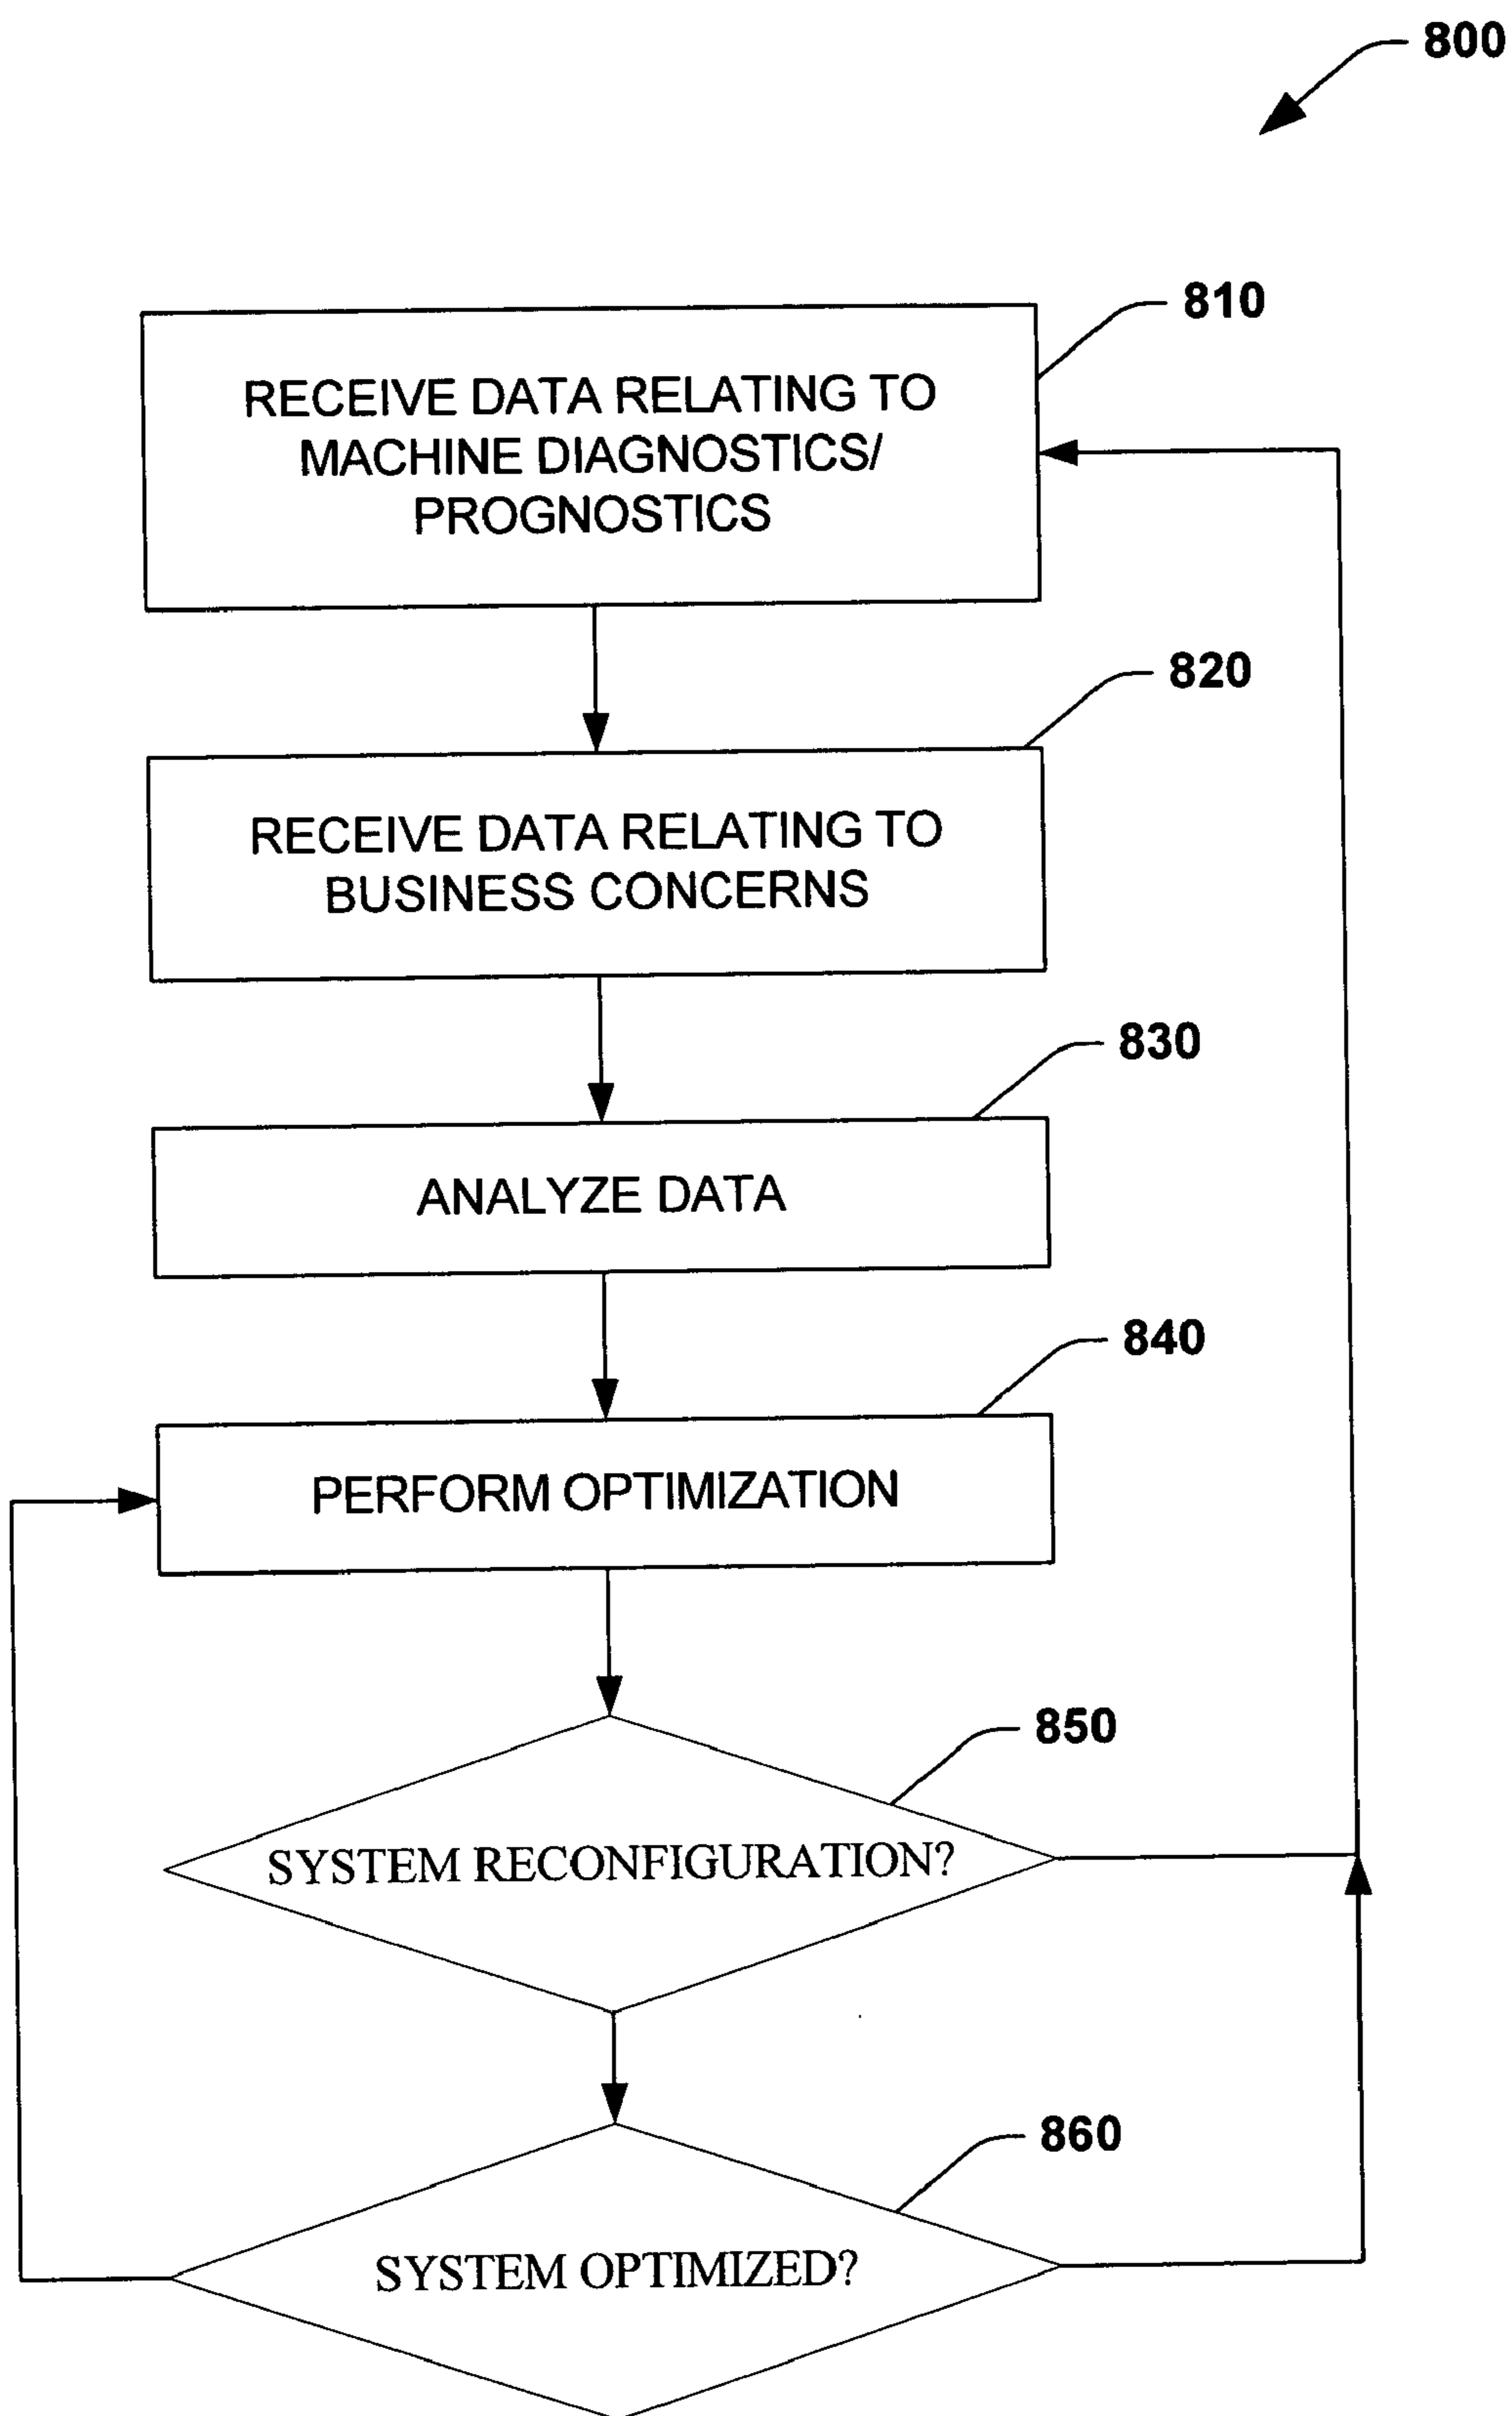 800
810
RECEIVE DATA RELATING TO
MACHINE DIAGNOSTICS/
PROGNOSTICS
820
RECEIVE DATA RELATING TO
BUSINESS CONCERNS
830
ANALYZE DATA
840
PERFORM OPTIMIZATION
850
SYSTEM RECONFIGURATION?
860
SYSTEM OPTIMIZED?